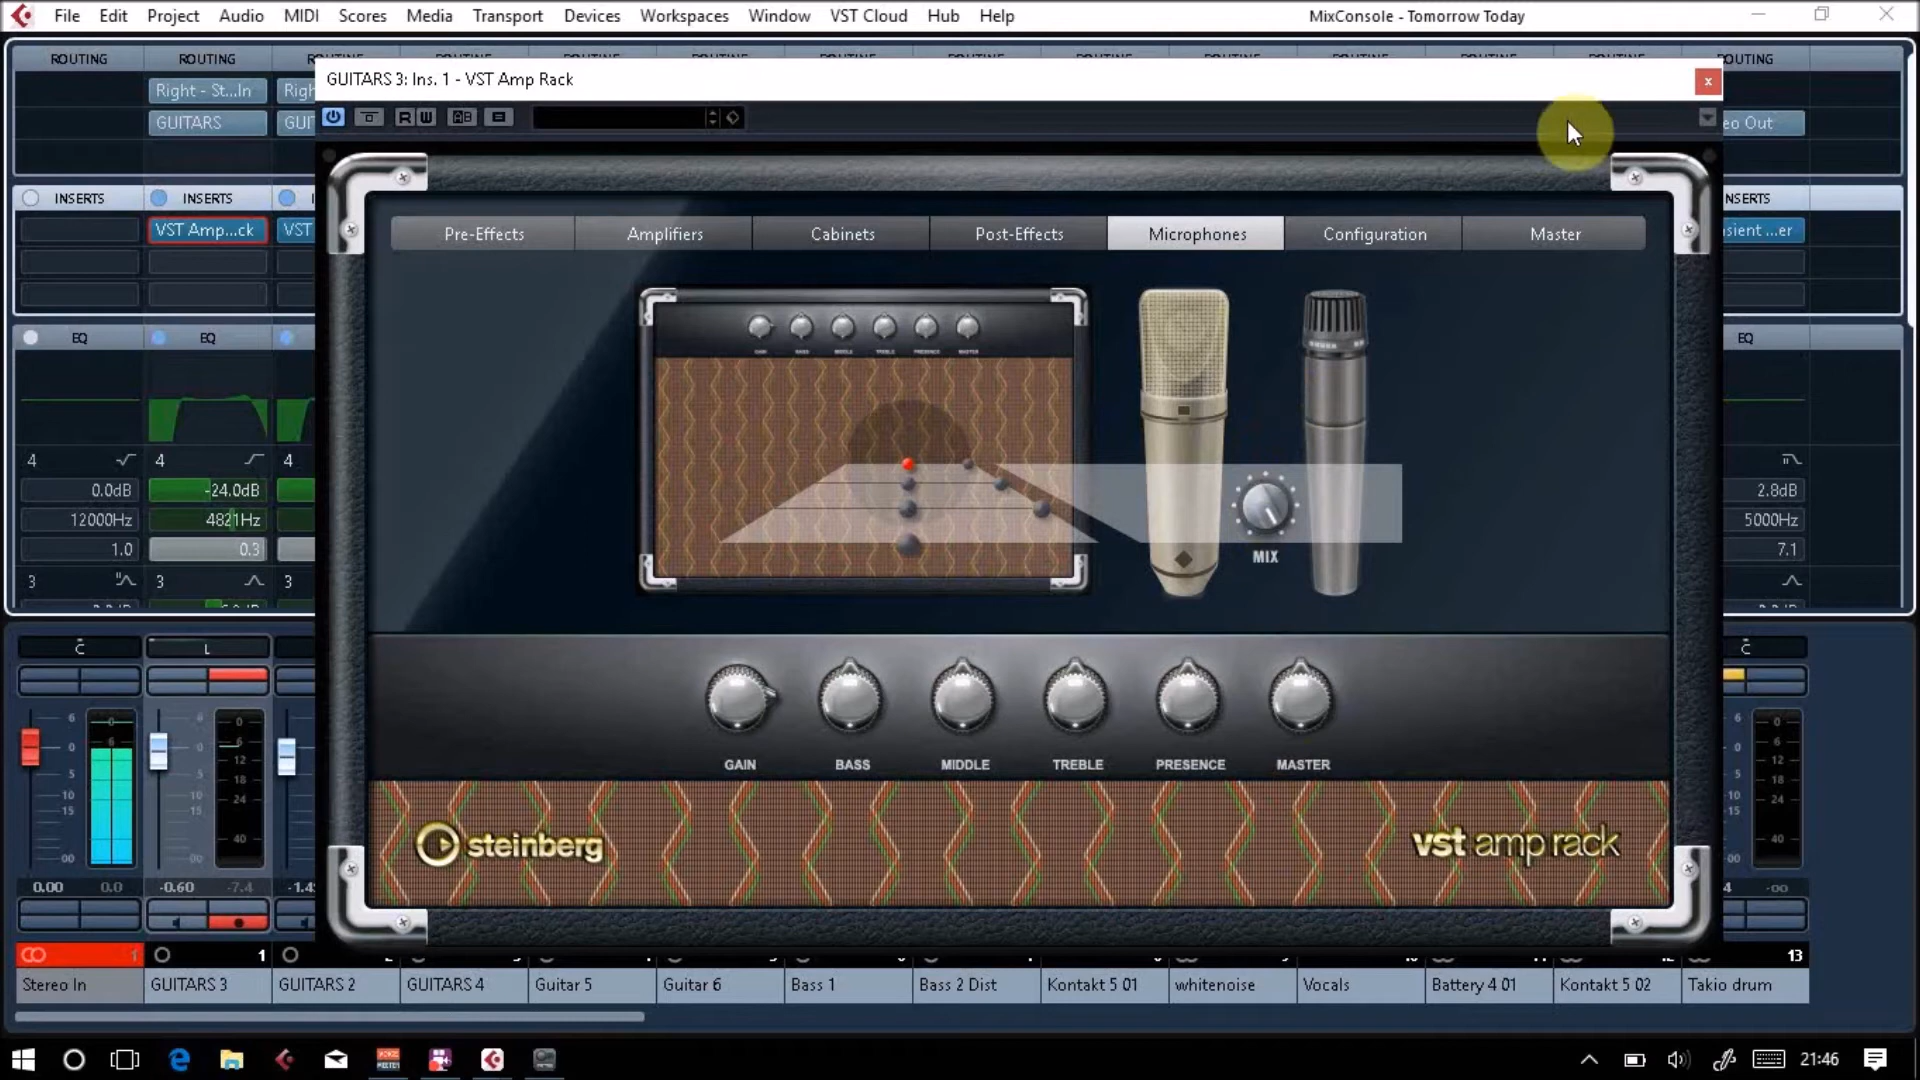 File Edit Project Audio MIDI Scores Media Transport Devices Workspaces Window VST Cloud Hub Help MixConsole - Tomorrow Today
ROUTING ROUTING
GUITARS 3: Ins. 1 - VST Amp Rack
Right - St...In
GUITARS
R W
INSERTS INSERTS
VST Amp...ck VST
Pre-Effects Amplifiers Cabinets Post-Effects Microphones Configuration Master
EQ EQ EQ
4 4 4
0.0dB -24.0dB 2.8dB
12000Hz 4821Hz 5000Hz
1.0 0.3 7.1
3 3 3
MIX
GAIN BASS MIDDLE TREBLE PRESENCE MASTER
C L C
steinberg vst amp rack
0.00 0.0 -0.60 -7.4
1 1 13
Stereo In GUITARS 3 GUITARS 2 GUITARS 4 Guitar 5 Guitar 6 Bass 1 Bass 2 Dist Kontakt 5 01 whitenoise Vocals Battery 4 01 Kontakt 5 02 Takio drum
21:46